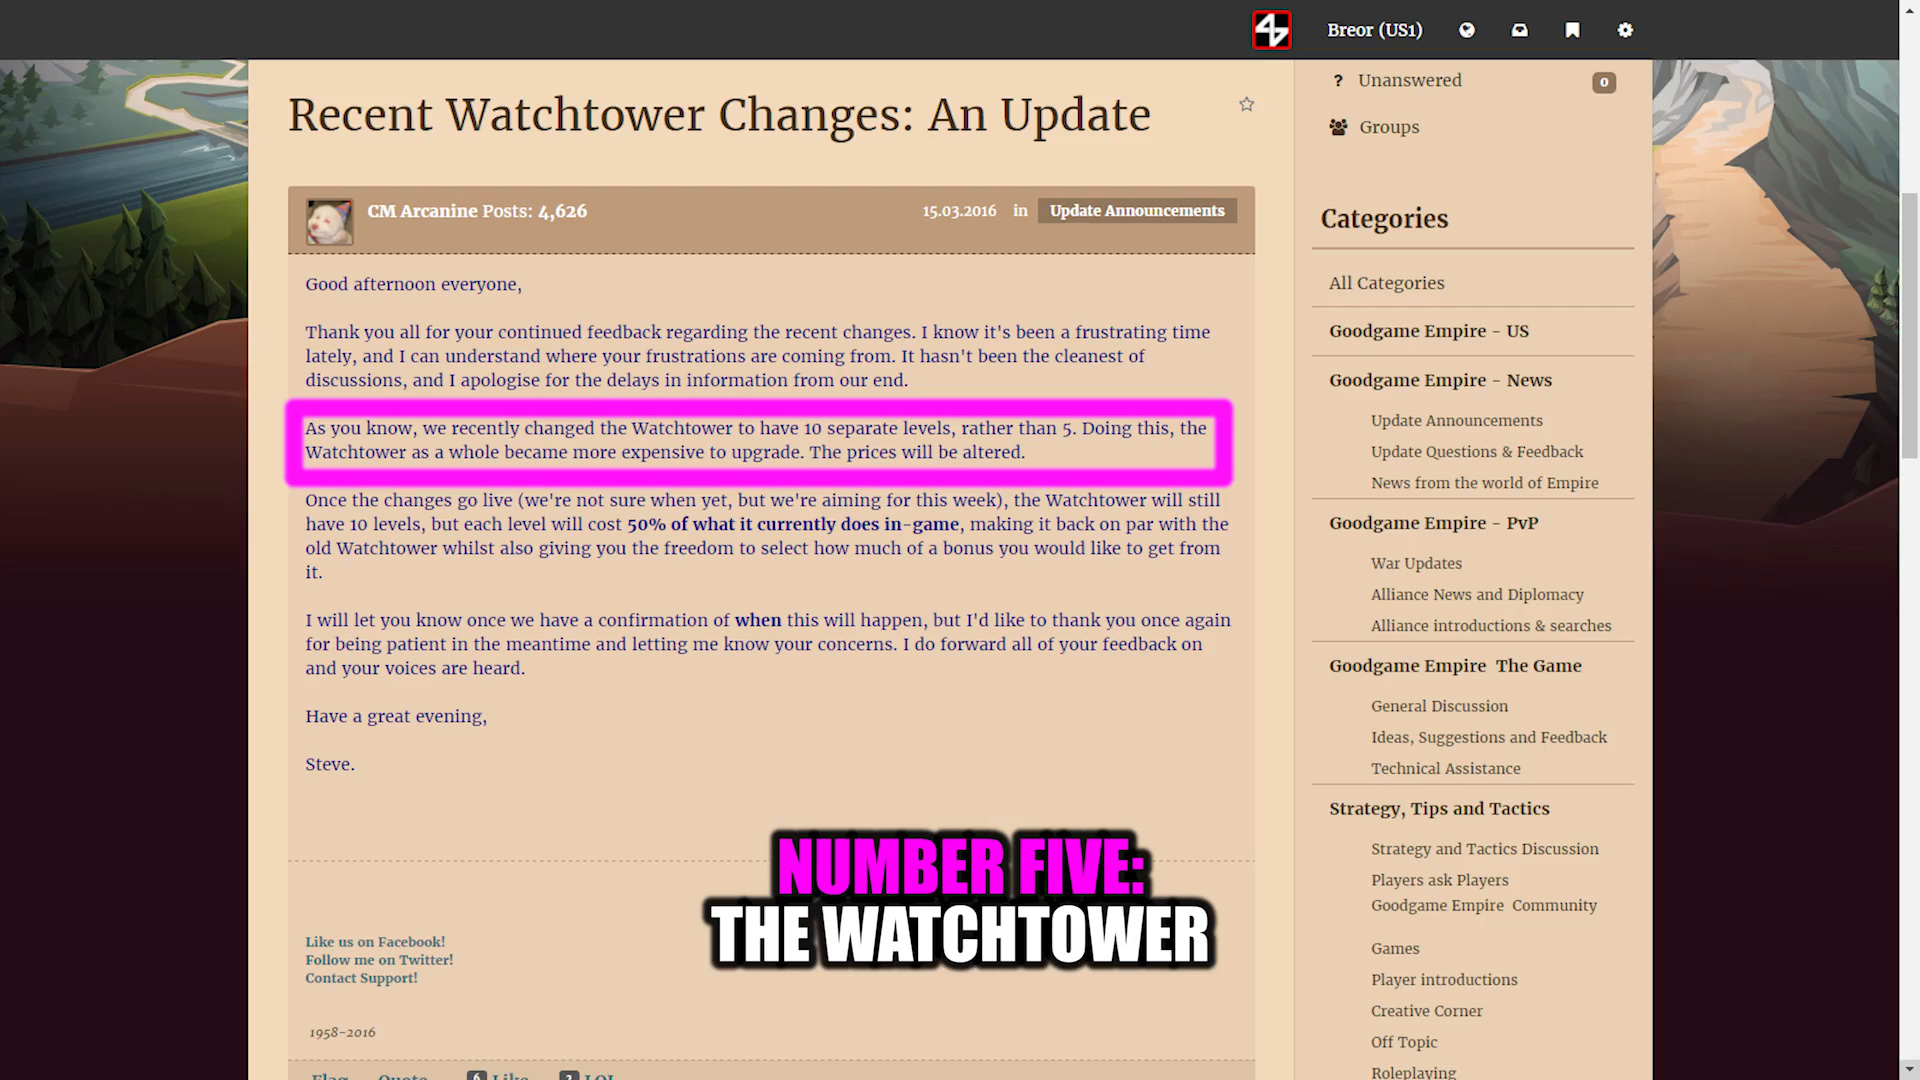 Breor (US1)
? Unanswered
0
Groups
Recent Watchtower Changes: An Update
CM Arcanine Posts: 4,626
15.03.2016 in Update Announcements
Good afternoon everyone,
Thank you all for your continued feedback regarding the recent changes. I know it's been a frustrating time
lately, and I can understand where your frustrations are coming from. It hasn't been the cleanest of
discussions, and I apologise for the delays in information from our end.
As you know, we recently changed the Watchtower to have 10 separate levels, rather than 5. Doing this, the
Watchtower as a whole became more expensive to upgrade. The prices will be altered.
Once the changes go live (we're not sure when yet, but we're aiming for this week), the Watchtower will still
have 10 levels, but each level will cost 50% of what it currently does in-game, making it back on par with the
old Watchtower whilst also giving you the freedom to select how much of a bonus you would like to get from
it.
I will let you know once we have a confirmation of when this will happen, but I'd like to thank you once again
for being patient in the meantime and letting me know your concerns. I do forward all of your feedback on
and your voices are heard.
Have a great evening,
Steve.
NUMBER FIVE:
THE WATCHTOWER
Like us on Facebook!
Follow me on Twitter!
Contact Support!
1958-2016
Flag Quote 6 Like 2 LOL
Categories
All Categories
Goodgame Empire - US
Goodgame Empire - News
Update Announcements
Update Questions & Feedback
News from the world of Empire
Goodgame Empire - PvP
War Updates
Alliance News and Diplomacy
Alliance introductions & searches
Goodgame Empire The Game
General Discussion
Ideas, Suggestions and Feedback
Technical Assistance
Strategy, Tips and Tactics
Strategy and Tactics Discussion
Players ask Players
Goodgame Empire Community
Games
Player introductions
Creative Corner
Off Topic
Roleplaying